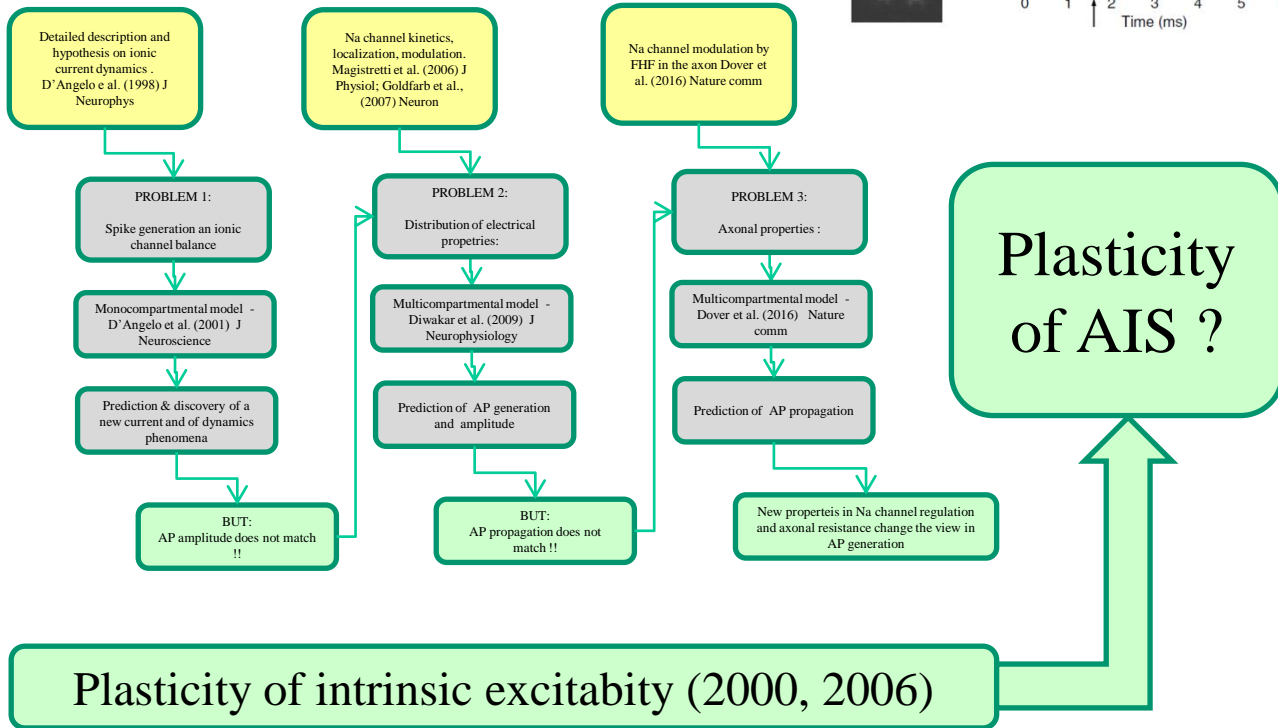 0 1 2 3 4 5
Time (ms)
Detailed description and
hypothesis on ionic
current dynamics .
D’Angelo e al. (1998) J
Neurophys
Na channel kinetics,
localization, modulation.
Magistretti et al. (2006) J
Physiol; Goldfarb et al.,
(2007) Neuron
Na channel modulation by
FHF in the axon Dover et
al. (2016) Nature comm
PROBLEM 1:
Spike generation an ionic
channel balance
PROBLEM 2:
Distribution of electrical
propetries:
PROBLEM 3:
Axonal properties :
Monocompartmental model -
D’Angelo et al. (2001) J
Neuroscience
Multicompartmental model -
Diwakar et al. (2009) J
Neurophysiology
Multicompartmental model -
Dover et al. (2016) Nature
comm
Prediction & discovery of a
new current and of dynamics
phenomena
Prediction of AP generation
and amplitude
Prediction of AP propagation
BUT:
AP amplitude does not match
!!
BUT:
AP propagation does not
match !!
New properteis in Na channel regulation
and axonal resistance change the view in
AP generation
Plasticity
of AIS ?
Plasticity of intrinsic excitabity (2000, 2006)